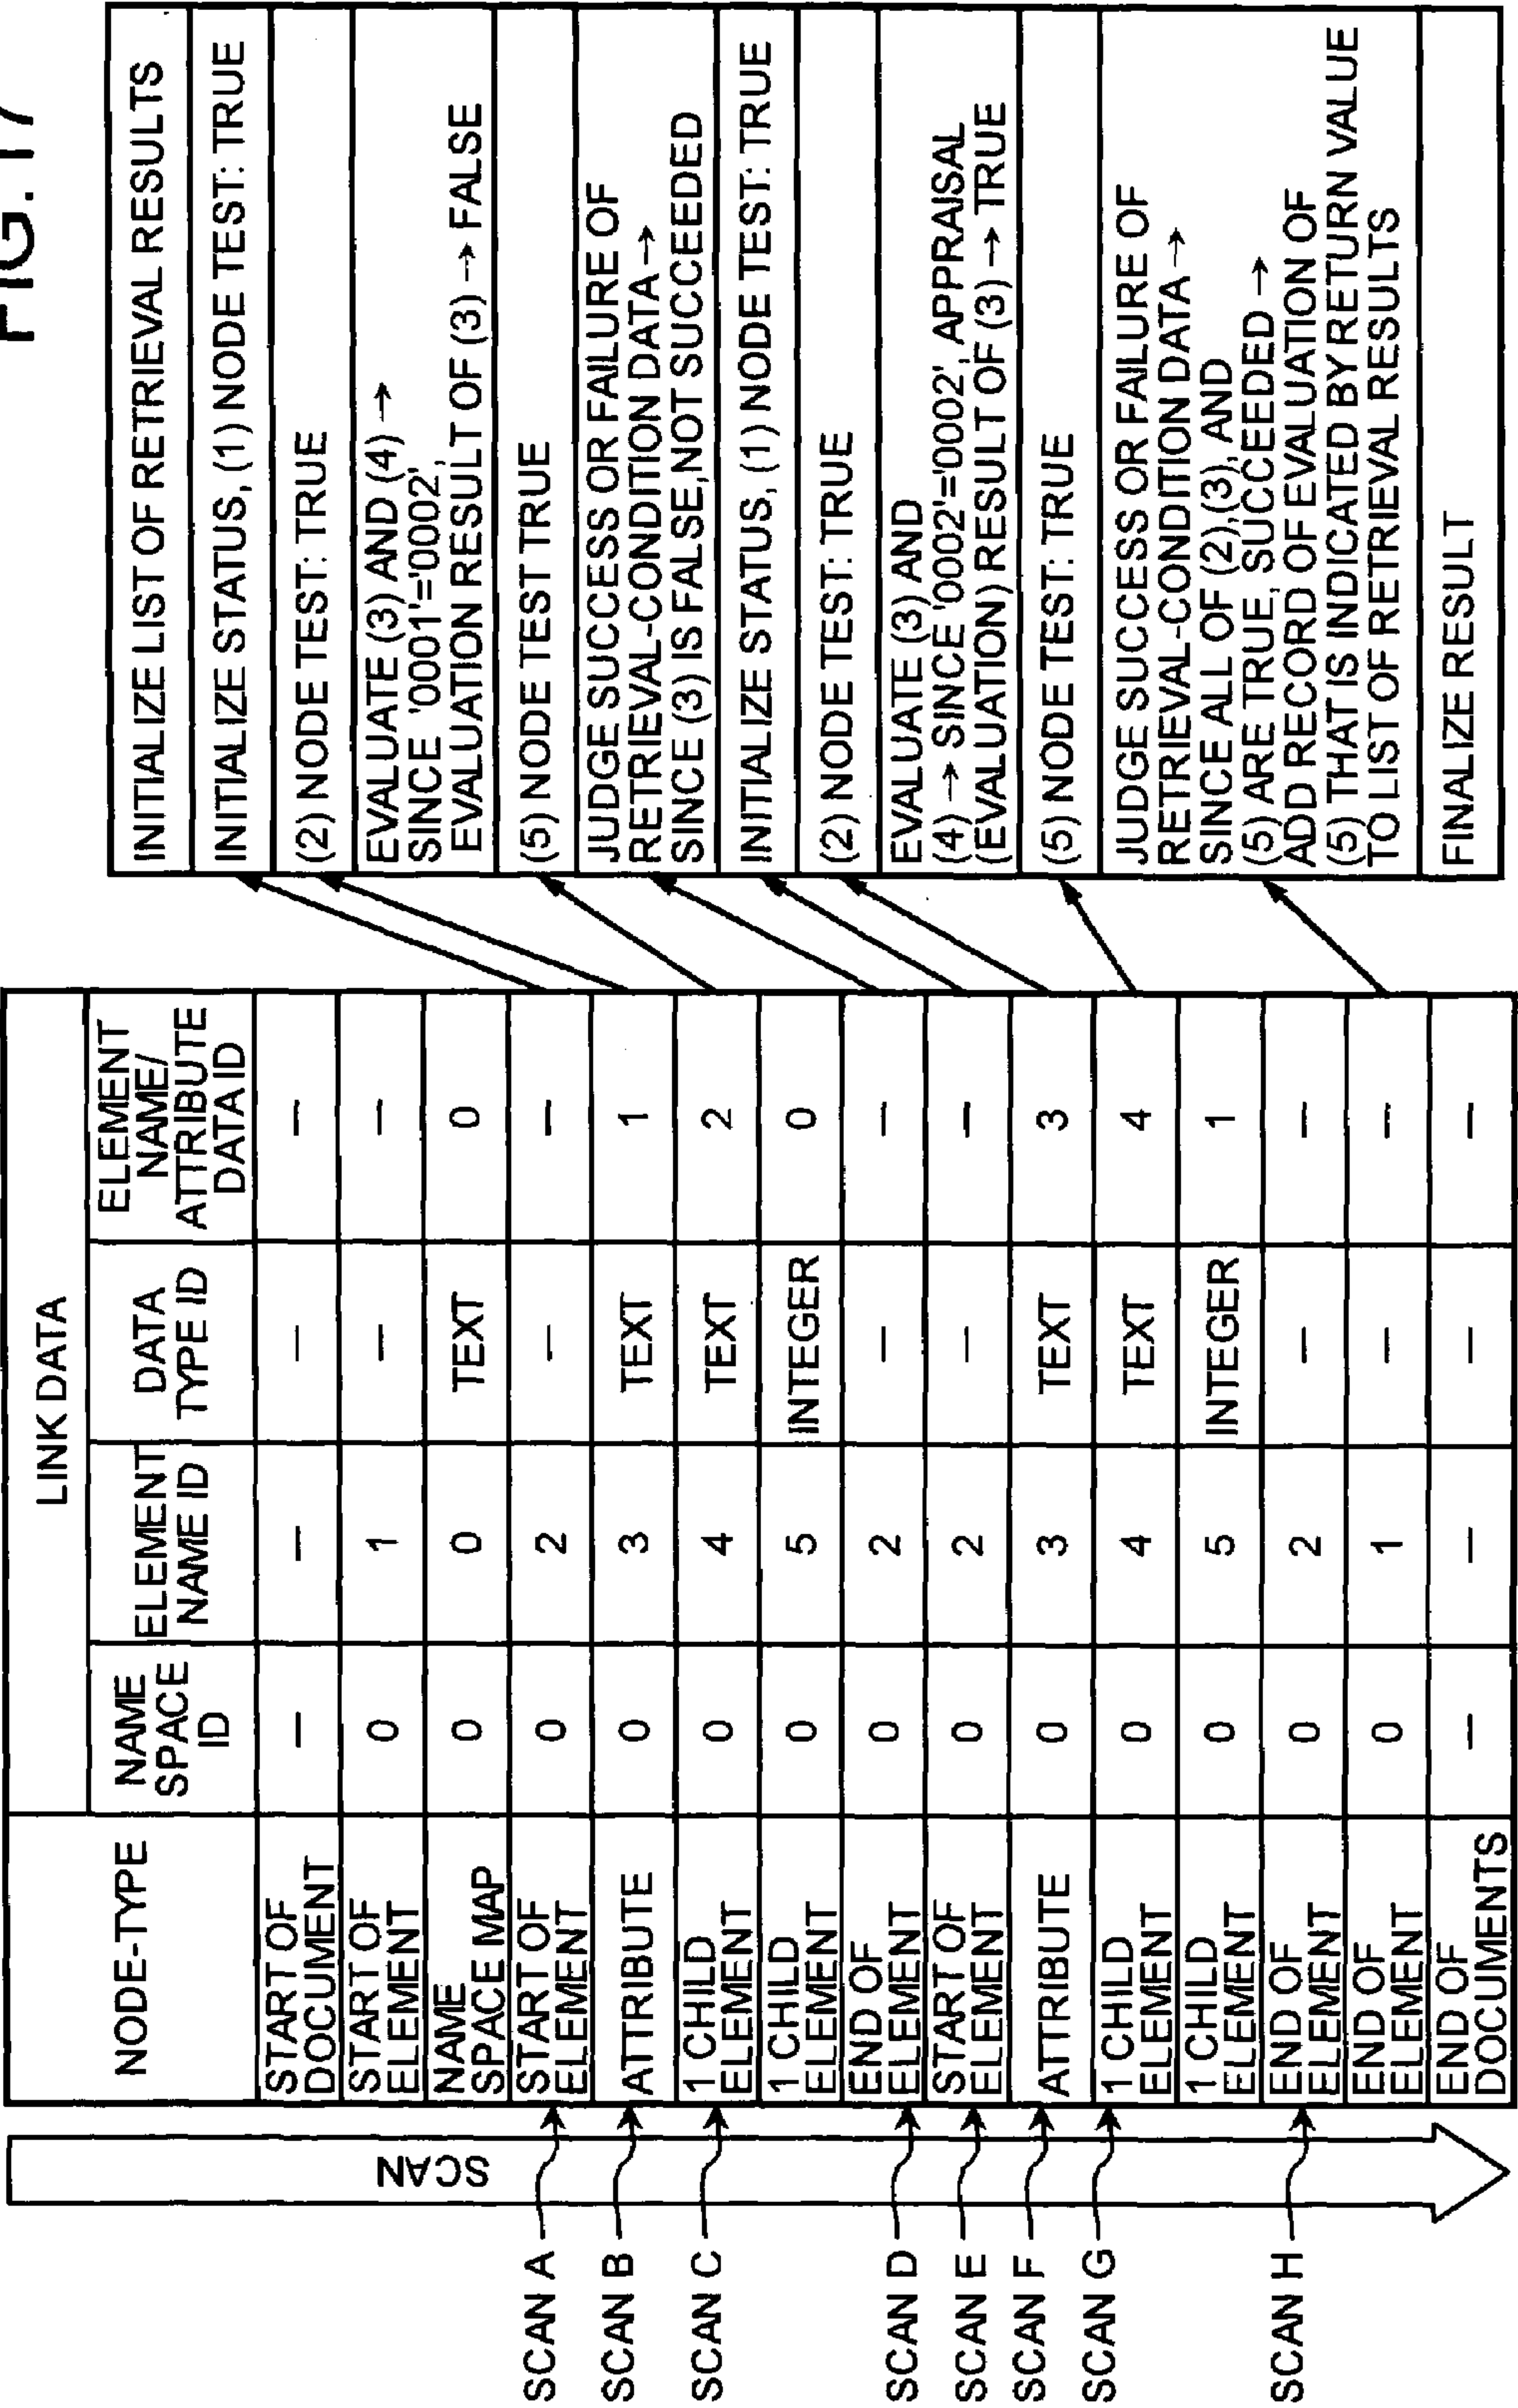 FIG.17
LINK DATA
NODE-TYPE
NAME
SPACE
ID
ELEMENT
NAME ID
DATA
TYPE ID
ELEMENT
NAME/
ATTRIBUTE
DATA ID
START OF
DOCUMENT
— — — —
START OF
ELEMENT
0 1 — —
NAME
SPACE MAP
0 0 TEXT 0
START OF
ELEMENT
0 2 — —
ATTRIBUTE 0 3 TEXT 1
1 CHILD
ELEMENT
0 4 TEXT 2
1 CHILD
ELEMENT
0 5 INTEGER 0
END OF
ELEMENT
0 2 — —
START OF
ELEMENT
0 2 — —
ATTRIBUTE 0 3 TEXT 3
1 CHILD
ELEMENT
0 4 TEXT 4
1 CHILD
ELEMENT
0 5 INTEGER 1
END OF
ELEMENT
0 2 — —
END OF
ELEMENT
0 1 — —
END OF
DOCUMENTS
— — — —
SCAN
SCAN A
SCAN B
SCAN C
SCAN D
SCAN E
SCAN F
SCAN G
SCAN H
INITIALIZE LIST OF RETRIEVAL RESULTS
INITIALIZE STATUS, (1) NODE TEST: TRUE
(2) NODE TEST: TRUE
EVALUATE (3) AND (4) →
SINCE '0001'='0002',
EVALUATION RESULT OF (3) → FALSE
(5) NODE TEST TRUE
JUDGE SUCCESS OR FAILURE OF
RETRIEVAL-CONDITION DATA →
SINCE (3) IS FALSE, NOT SUCCEEDED
INITIALIZE STATUS, (1) NODE TEST: TRUE
(2) NODE TEST: TRUE
EVALUATE (3) AND
(4) → SINCE '0002'='0002', APPRAISAL
(EVALUATION) RESULT OF (3) → TRUE
(5) NODE TEST: TRUE
JUDGE SUCCESS OR FAILURE OF
RETRIEVAL-CONDITION DATA →
SINCE ALL OF (2),(3), AND
(5) ARE TRUE, SUCCEEDED →
ADD RECORD OF EVALUATION OF
(5) THAT IS INDICATED BY RETURN VALUE
TO LIST OF RETRIEVAL RESULTS
FINALIZE RESULT